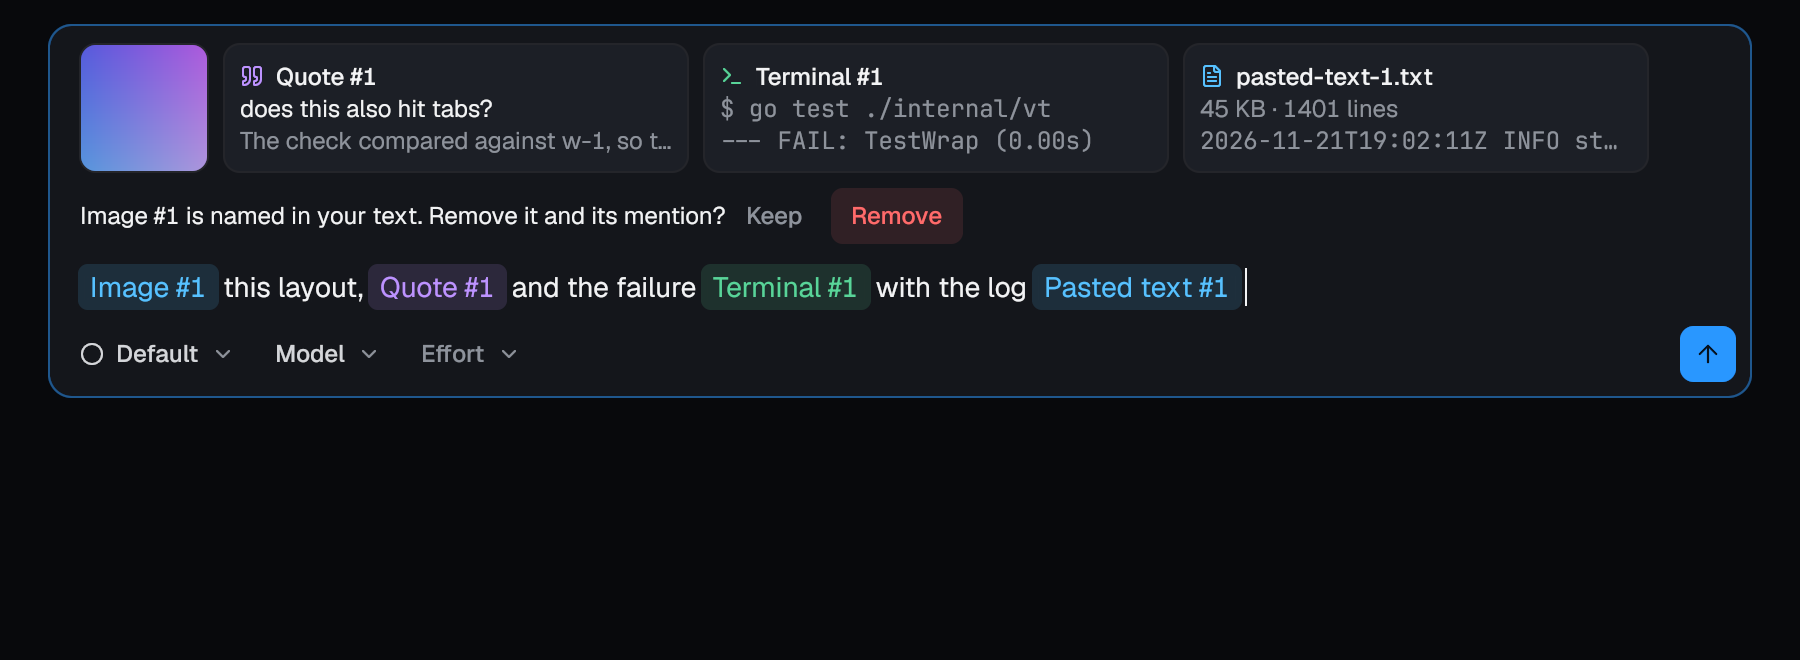 Quote #1
does this also hit tabs?
The check compared against w-1, so t…
Terminal #1
$ go test ./internal/vt
--- FAIL: TestWrap (0.00s)
pasted-text-1.txt
45 KB · 1401 lines
2026-11-21T19:02:11Z INFO st…
Image #1 is named in your text. Remove it and its mention? Keep Remove
Image #1 this layout, Quote #1 and the failure Terminal #1 with the log Pasted text #1
Default Model Effort